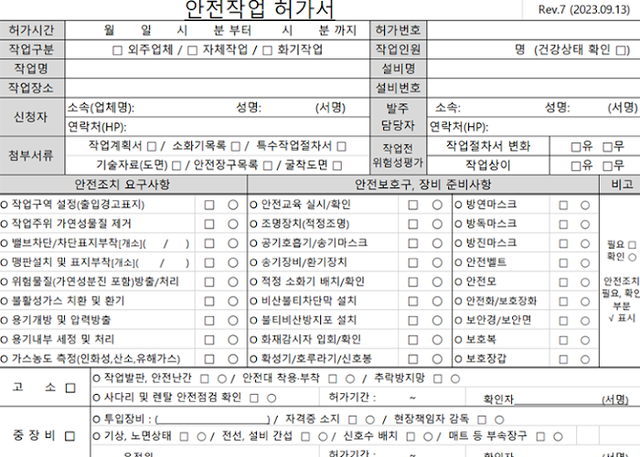 안전작업 허가서
Rev.7 (2023.09.13)
허가시간 월 일 시 분 부터 시 분 까지 허가번호
작업구분 □ 외주업체 / □ 자체작업 / □ 화기작업 작업인원 명 (건강상태 확인 □)
작업명 설비명
작업장소 설비번호
신청자 소속(업체명): 성명: (서명) 발주 담당자 소속: 성명: (서명)
연락처(HP): 연락처(HP):
첨부서류 작업계획서 □ / 소화기목록 □ / 특수작업절차서 □ 작업전 위험성평가 작업절차서 변화 □유 □무
기술자료(도면) □ / 안전장구목록 □ / 굴착도면 □ 작업상이 □유 □무
안전조치 요구사항 안전보호구, 장비 준비사항 비고
O 작업구역 설정(출입경고표지) □ ○ O 안전교육 실시/확인 □ ○ O 방연마스크 □ ○
O 작업주위 가연성물질 제거 □ ○ O 조명장치(적정조명) □ ○ O 방독마스크 □ ○
O 밸브차단/차단표지부착[개소]( / ) □ ○ O 공기호흡기/송기마스크 □ ○ O 방진마스크 □ ○
O 맹판설치 및 표지부착[개소]( / ) □ ○ O 송기장비/환기장치 □ ○ O 안전벨트 □ ○
O 위험물질(가연성분진 포함)방출/처리 □ ○ O 적정 소화기 배치/확인 □ ○ O 안전모 □ ○
O 불활성가스 치환 및 환기 □ ○ O 비산불티차단막 설치 □ ○ O 안전화/보호장화 □ ○
O 용기개방 및 압력방출 □ ○ O 불티비산방지포 설치 □ ○ O 보안경/보안면 □ ○
O 용기내부 세정 및 처리 □ ○ O 화재감시자 입회/확인 □ ○ O 보호복 □ ○
O 가스농도 측정(인화성,산소,유해가스) □ ○ O 확성기/호루라기/신호봉 □ ○ O 보호장갑 □ ○
필요 □
확인 ○
안전조치
필요, 확인
부분
√ 표시
고 소 □ O 작업발판, 안전난간 □ ○ / 안전대 착용·부착 □ ○ / 추락방지망 □ ○
O 사다리 및 렌탈 안전점검 확인 □ ○ 허가기간 : ~ 확인자 (서명)
중 장 비 □ O 투입장비 : ( ) / 자격증 소지 □ ○ / 현장책임자 감독 □ ○
O 기상, 노면상태 □ ○ / 전선, 설비 간섭 □ ○ / 신호수 배치 □ ○ / 매트 등 부속장구 □ ○
허가기간 : ~ 확인자 (서명)